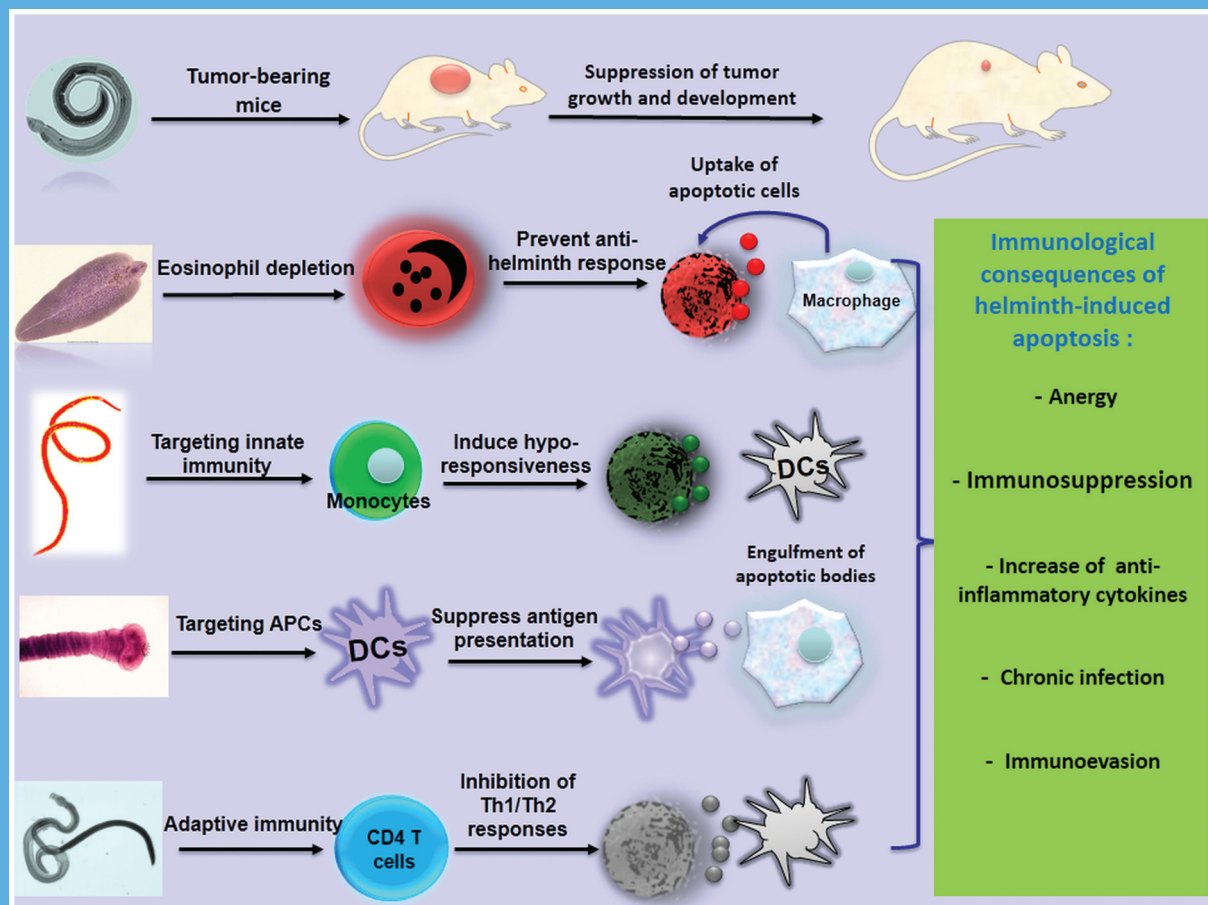 Tumor-bearing
mice
Suppression of tumor
growth and development
Uptake of
apoptotic cells
Eosinophil depletion
Prevent anti-
helminth response
Macrophage
Targeting innate
immunity
Monocytes
Induce hypo-
responsiveness
DCs
Engulfment of
apoptotic bodies
Targeting APCs
DCs
Suppress antigen
presentation
Adaptive immunity
CD4 T
cells
Inhibition of
Th1/Th2
responses
Immunological
consequences of
helminth-induced
apoptosis :
- Anergy
- Immunosuppression
- Increase of anti-
inflammatory cytokines
- Chronic infection
- Immunoevasion